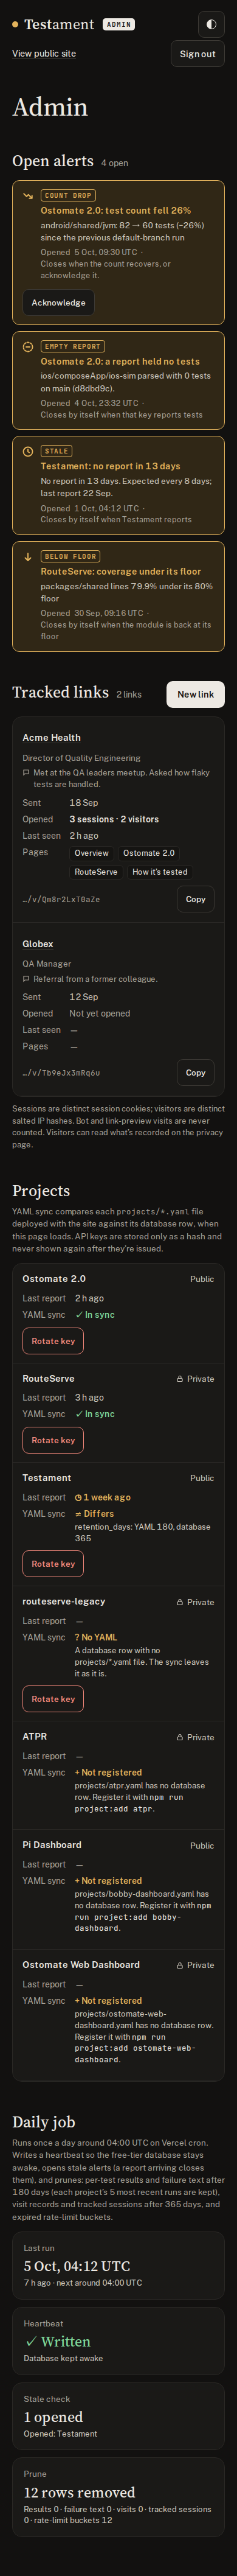 Testament ADMIN
View public site
Sign out
Admin
Open alerts 4 open
COUNT DROP
Ostomate 2.0: test count fell 26%
android/shared/jvm: 82 → 60 tests (−26%)
since the previous default-branch run
Opened 5 Oct, 09:30 UTC ·
Closes when the count recovers, or
acknowledge it.
Acknowledge
EMPTY REPORT
Ostomate 2.0: a report held no tests
ios/composeApp/ios-sim parsed with 0 tests
on main (d8dbd9c).
Opened 4 Oct, 23:32 UTC ·
Closes by itself when that key reports tests
STALE
Testament: no report in 13 days
No report in 13 days. Expected every 8 days;
last report 22 Sep.
Opened 1 Oct, 04:12 UTC ·
Closes by itself when Testament reports
BELOW FLOOR
RouteServe: coverage under its floor
packages/shared lines 79.9% under its 80%
floor
Opened 30 Sep, 09:16 UTC ·
Closes by itself when the module is back at its
floor
Tracked links 2 links
New link
Acme Health
Director of Quality Engineering
Met at the QA leaders meetup. Asked how flaky
tests are handled.
Sent 18 Sep
Opened 3 sessions · 2 visitors
Last seen 2 h ago
Pages Overview Ostomate 2.0
RouteServe How it's tested
…/v/Qm8r2LxT0aZe
Copy
Globex
QA Manager
Referral from a former colleague.
Sent 12 Sep
Opened Not yet opened
Last seen —
Pages —
…/v/Tb9eJx3mRq6u
Copy
Sessions are distinct session cookies; visitors are distinct
salted IP hashes. Bot and link-preview visits are never
counted. Visitors can read what's recorded on the privacy
page.
Projects
YAML sync compares each projects/*.yaml file
deployed with the site against its database row, when
this page loads. API keys are stored only as a hash and
never shown again after they're issued.
Ostomate 2.0 Public
Last report 2 h ago
YAML sync ✓ In sync
Rotate key
RouteServe Private
Last report 3 h ago
YAML sync ✓ In sync
Rotate key
Testament Public
Last report 1 week ago
YAML sync ≠ Differs
retention_days: YAML 180, database
365
Rotate key
routeserve-legacy Private
Last report —
YAML sync ? No YAML
A database row with no
projects/*.yaml file. The sync leaves
it as it is.
Rotate key
ATPR Private
Last report —
YAML sync + Not registered
projects/atpr.yaml has no database
row. Register it with npm run
project:add atpr.
Pi Dashboard Public
Last report —
YAML sync + Not registered
projects/bobby-dashboard.yaml has
no database row. Register it with npm
run project:add bobby-
dashboard.
Ostomate Web Dashboard Private
Last report —
YAML sync + Not registered
projects/ostomate-web-
dashboard.yaml has no database row.
Register it with npm run
project:add ostomate-web-
dashboard.
Daily job
Runs once a day around 04:00 UTC on Vercel cron.
Writes a heartbeat so the free-tier database stays
awake, opens stale alerts (a report arriving closes
them), and prunes: per-test results and failure text after
180 days (each project's 5 most recent runs are kept),
visit records and tracked sessions after 365 days, and
expired rate-limit buckets.
Last run
5 Oct, 04:12 UTC
7 h ago · next around 04:00 UTC
Heartbeat
✓ Written
Database kept awake
Stale check
1 opened
Opened: Testament
Prune
12 rows removed
Results 0 · failure text 0 · visits 0 · tracked sessions
0 · rate-limit buckets 12